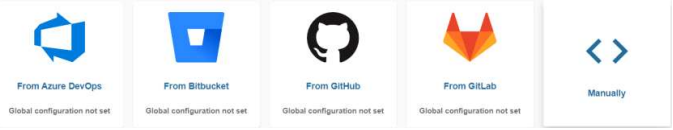 From Azure DevOps
Global configuration not set
From Bitbucket
Global configuration not set
From GitHub
Global configuration not set
From GitLab
Global configuration not set
Manually